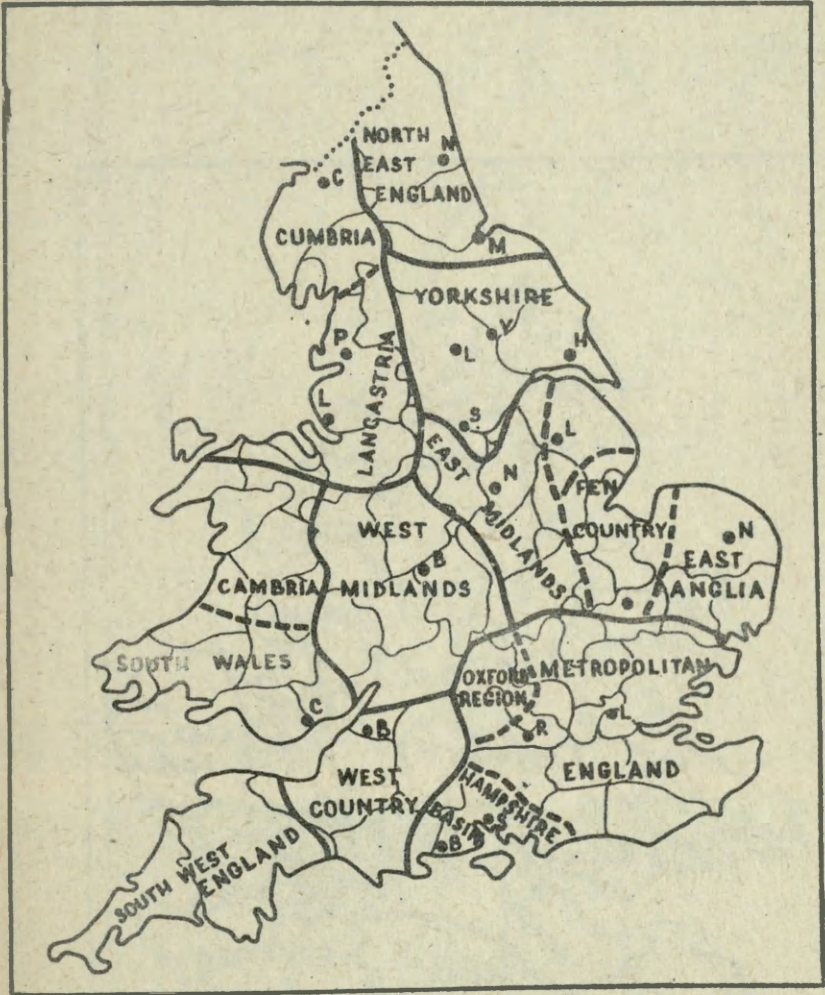 NORTH
N
EAST
C
ENGLAND
CUMBRIA
M
YORKSHIRE
Y
P
L
H
LANCASTRIA
L
S
EAST
L
MIDLANDS
N
FEN
COUNTRY
WEST
MIDLANDS
B
N
EAST
ANGLIA
CAMBRIA
SOUTH WALES
C
OXFORD
REGION
METROPOLITAN
ENGLAND
R
L
B
WEST
COUNTRY
HAMPSHIRE
BASIN
S
B
SOUTH WEST
ENGLAND